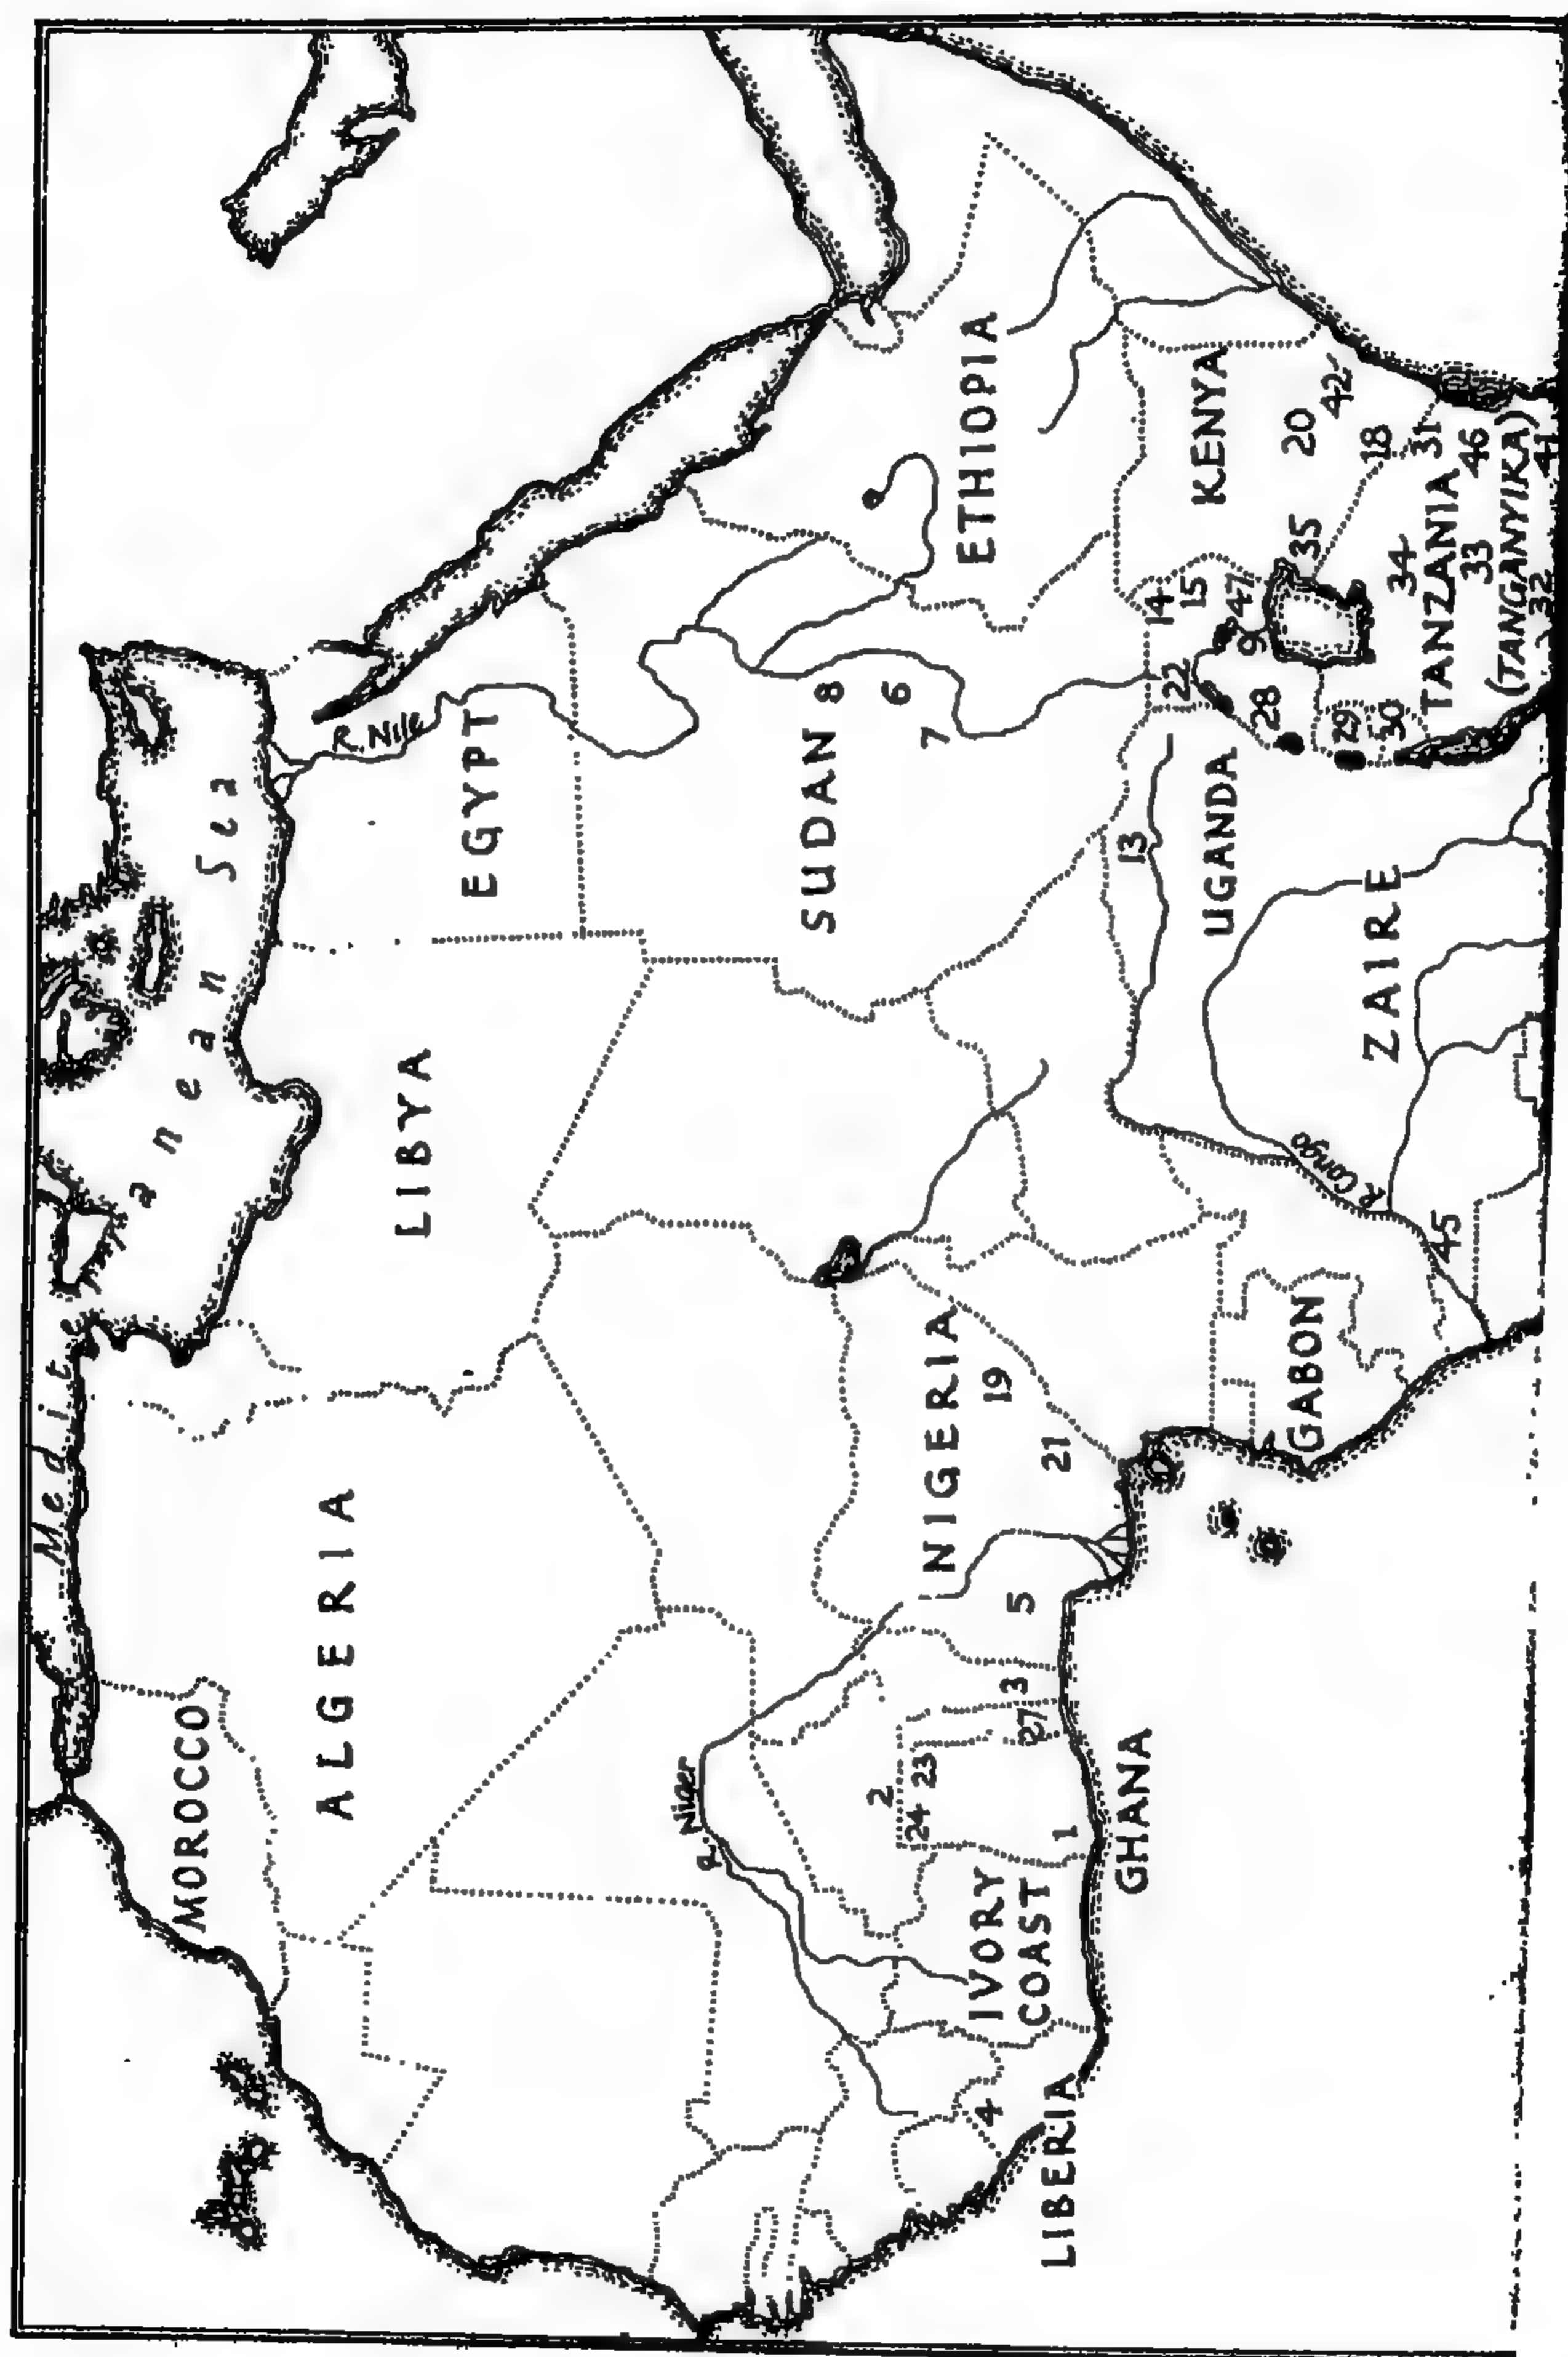 Mediterranean Sea
MOROCCO
ALGERIA
LIBYA
EGYPT
R. Nile
R. Niger
SUDAN
8
6
7
2
24
23
NIGERIA
19
ETHIOPIA
IVORY
COAST
4
1
27
3
5
21
LIBERIA
GHANA
13
14
15
22
47
9
UGANDA
KENYA
28
GABON
R. Congo
35
20
42
29
30
18
ZAIRE
34
31
45
TANZANIA
33
46
(TANGANYIKA)
32
41